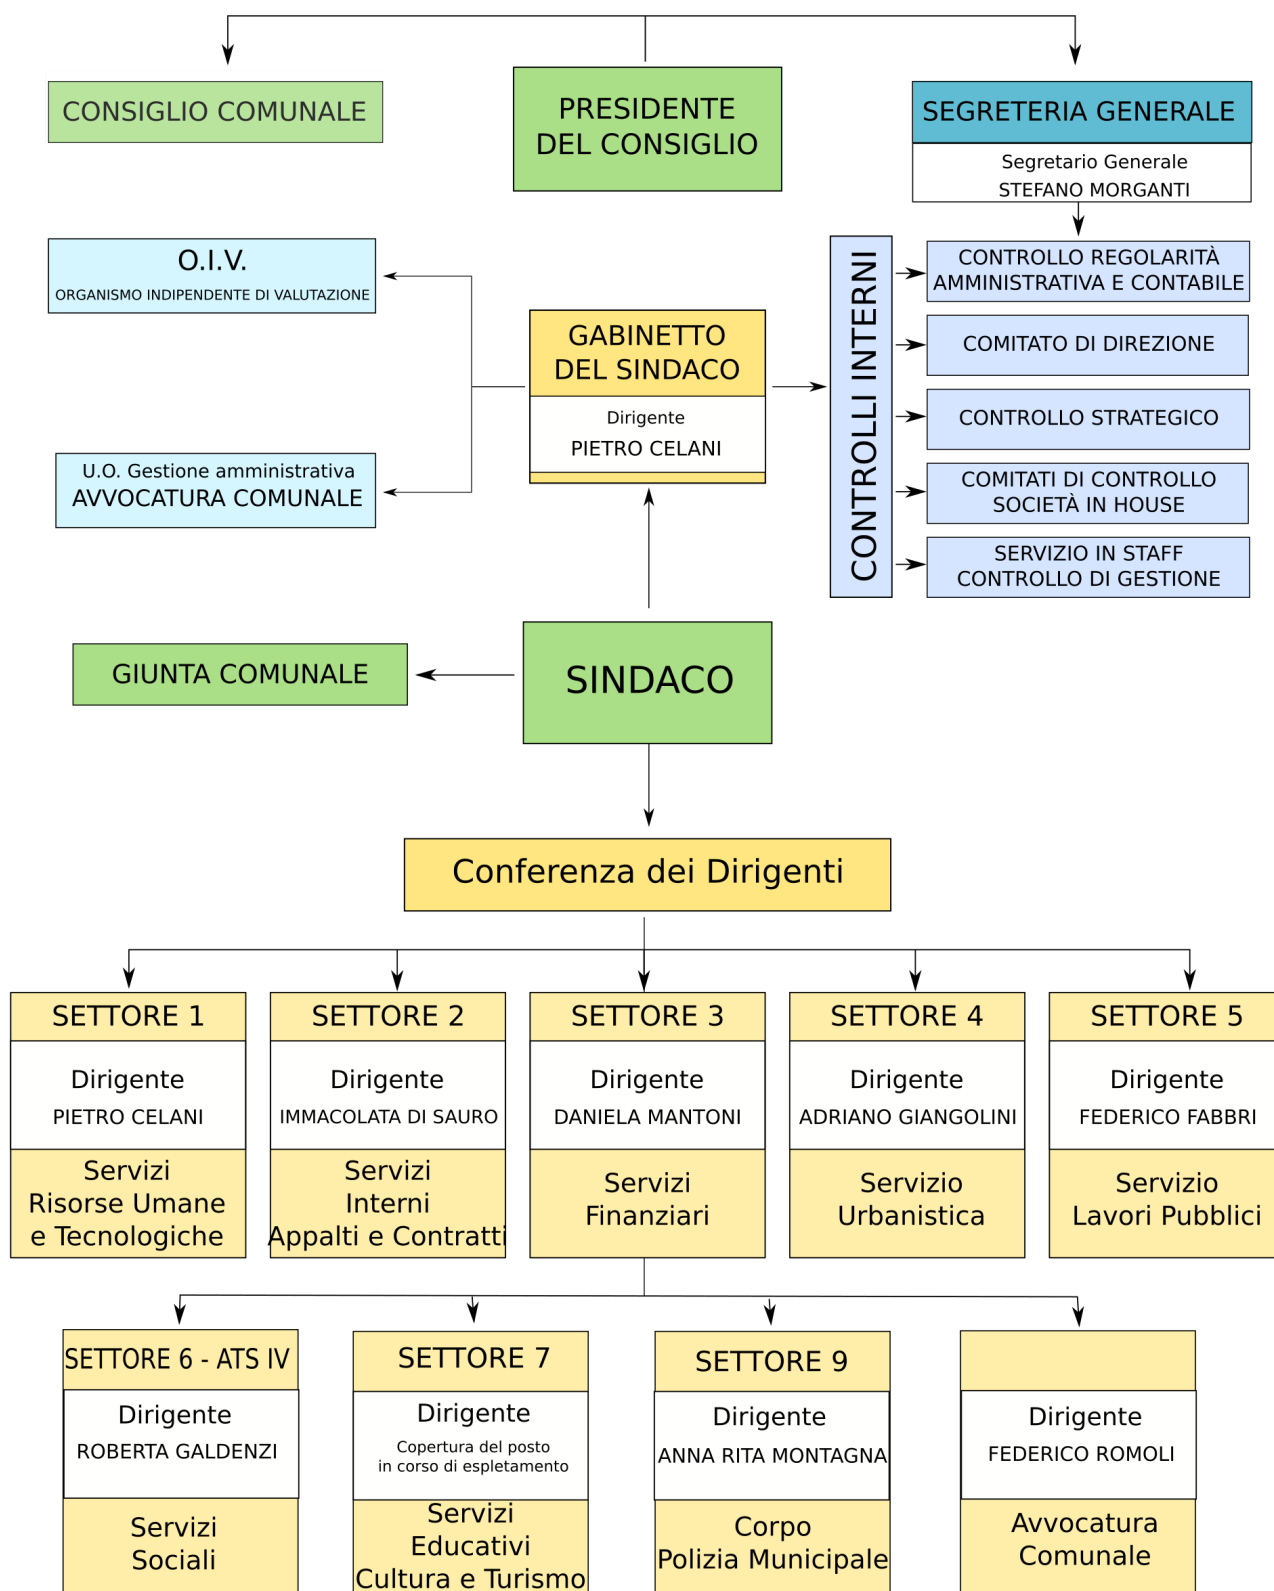 CONSIGLIO COMUNALE
PRESIDENTE
DEL CONSIGLIO
SEGRETERIA GENERALE
Segretario Generale
STEFANO MORGANTI
O.I.V.
ORGANISMO INDIPENDENTE DI VALUTAZIONE
U.O. Gestione amministrativa
AVVOCATURA COMUNALE
GABINETTO
DEL SINDACO
Dirigente
PIETRO CELANI
CONTROLLI INTERNI
CONTROLLO REGOLARITÀ
AMMINISTRATIVA E CONTABILE
COMITATO DI DIREZIONE
CONTROLLO STRATEGICO
COMITATI DI CONTROLLO
SOCIETÀ IN HOUSE
SERVIZIO IN STAFF
CONTROLLO DI GESTIONE
GIUNTA COMUNALE
SINDACO
Conferenza dei Dirigenti
SETTORE 1
Dirigente
PIETRO CELANI
Servizi
Risorse Umane
e Tecnologiche
SETTORE 2
Dirigente
IMMACOLATA DI SAURO
Servizi
Interni
Appalti e Contratti
SETTORE 3
Dirigente
DANIELA MANTONI
Servizi
Finanziari
SETTORE 4
Dirigente
ADRIANO GIANGOLINI
Servizio
Urbanistica
SETTORE 5
Dirigente
FEDERICO FABBRI
Servizio
Lavori Pubblici
SETTORE 6 - ATS IV
Dirigente
ROBERTA GALDENZI
Servizi
Sociali
SETTORE 7
Dirigente
Copertura del posto
in corso di espletamento
Servizi
Educativi
Cultura e Turismo
SETTORE 9
Dirigente
ANNA RITA MONTAGNA
Corpo
Polizia Municipale
Dirigente
FEDERICO ROMOLI
Avvocatura
Comunale